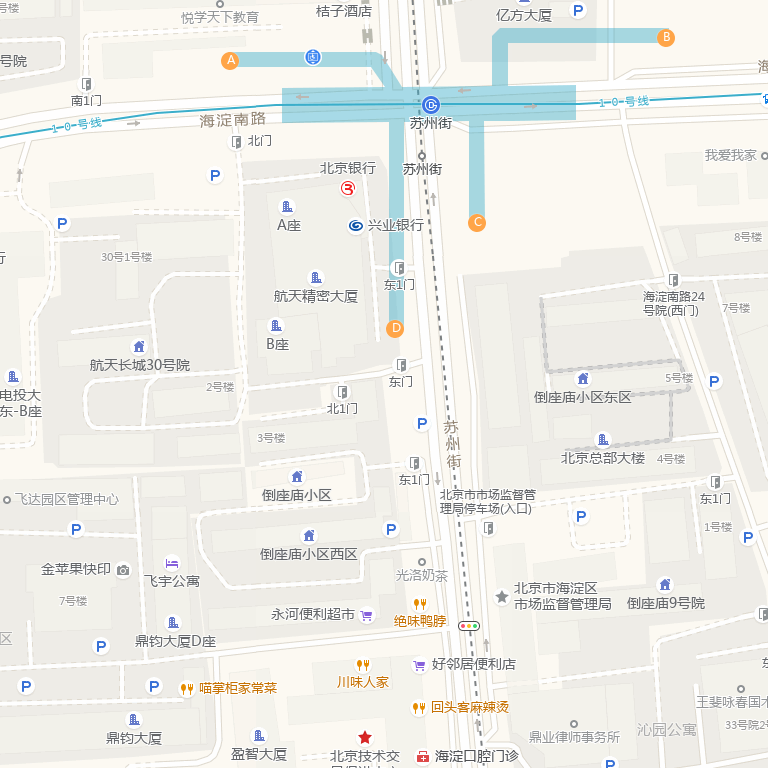 号名
悦学天下教育
桔子酒店
亿方大厦
P
B
A
号院
南1门
海
10号线
苏州街
10号线
海淀南路
北门
苏州街
我爱我家
北京银行
P
P
A座
兴业银行
C
8号楼
行
30号1号楼
东1门
航天精密大厦
海淀南路24
号院(西门)
7号楼
D
B座
航天长城30号院
东门
5号楼
P
电投大
东-B座
2号楼
北1门
倒座庙小区东区
P
苏州街
3号楼
北京总部大楼
4号楼
东1门
倒座庙小区
飞达园区管理中心
北京市市场监督管
理局停车场(入口)
东1门
P
P
P
1号楼
P
倒座庙小区西区
金苹果快印
飞宇公寓
光洛奶茶
7号楼
北京市海淀区
市场监督管理局
倒座庙9号院
永河便利超市
绝味鸭脖
区
鼎钧大厦D座
P
好邻居便利店
东
P
P
喵掌柜家常菜
川味人家
王斐咏春国术
回头客麻辣烫
33号院2号
鼎钧大厦
盈智大厦
鼎业律师事务所
沁园公寓
北京技术交
海淀口腔门诊
P